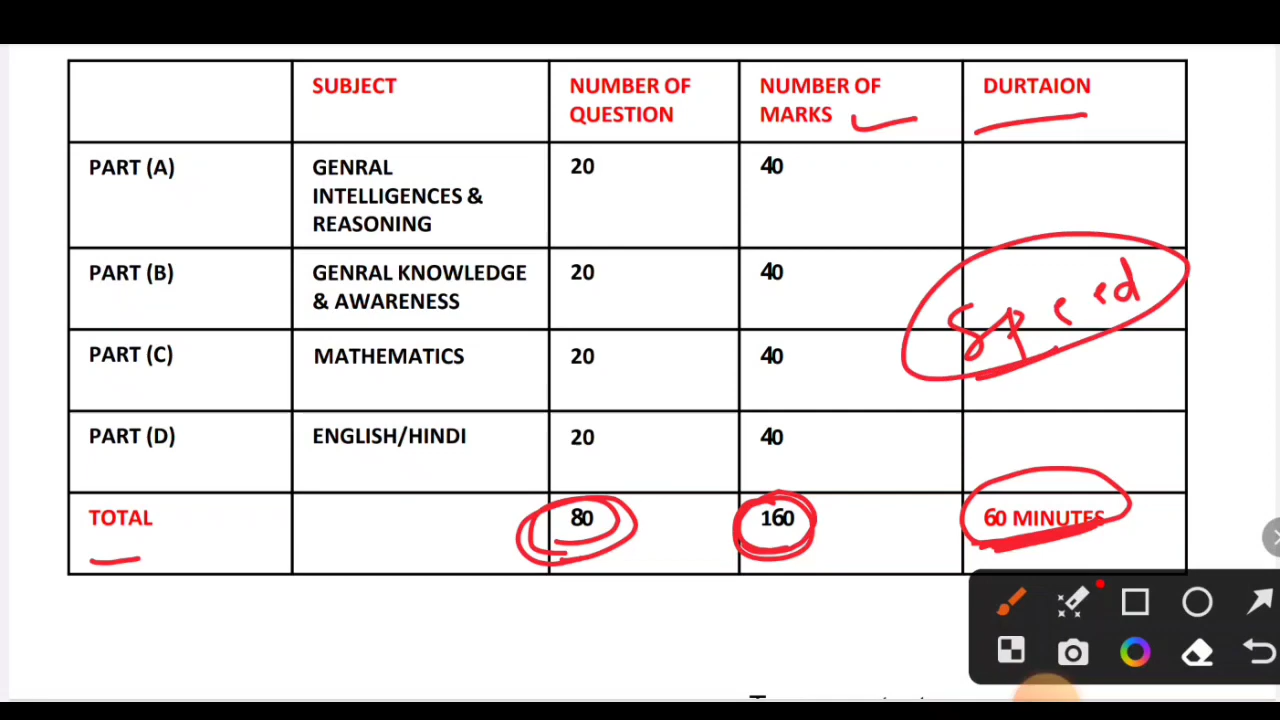 SUBJECT
NUMBER OF
QUESTION
NUMBER OF
MARKS
DURTAION
PART (A)
GENRAL
INTELLIGENCES &
REASONING
20
40
PART (B)
GENRAL KNOWLEDGE
& AWARENESS
20
40
Speed
PART (C)
MATHEMATICS
20
40
PART (D)
ENGLISH/HINDI
20
40
TOTAL
80
160
60 MINUTES